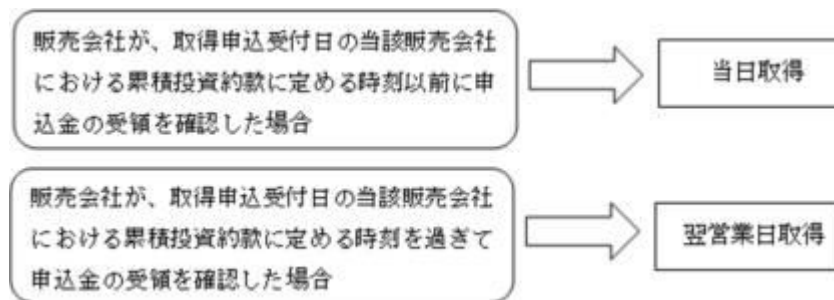 販売会社が、取得申込受付日の当該販売会社
における累積投資約款に定める時刻以前に申
込金の受領を確認した場合
当日取得
販売会社が、取得申込受付日の当該販売会社
における累積投資約款に定める時刻を過ぎて
申込金の受領を確認した場合
翌営業日取得